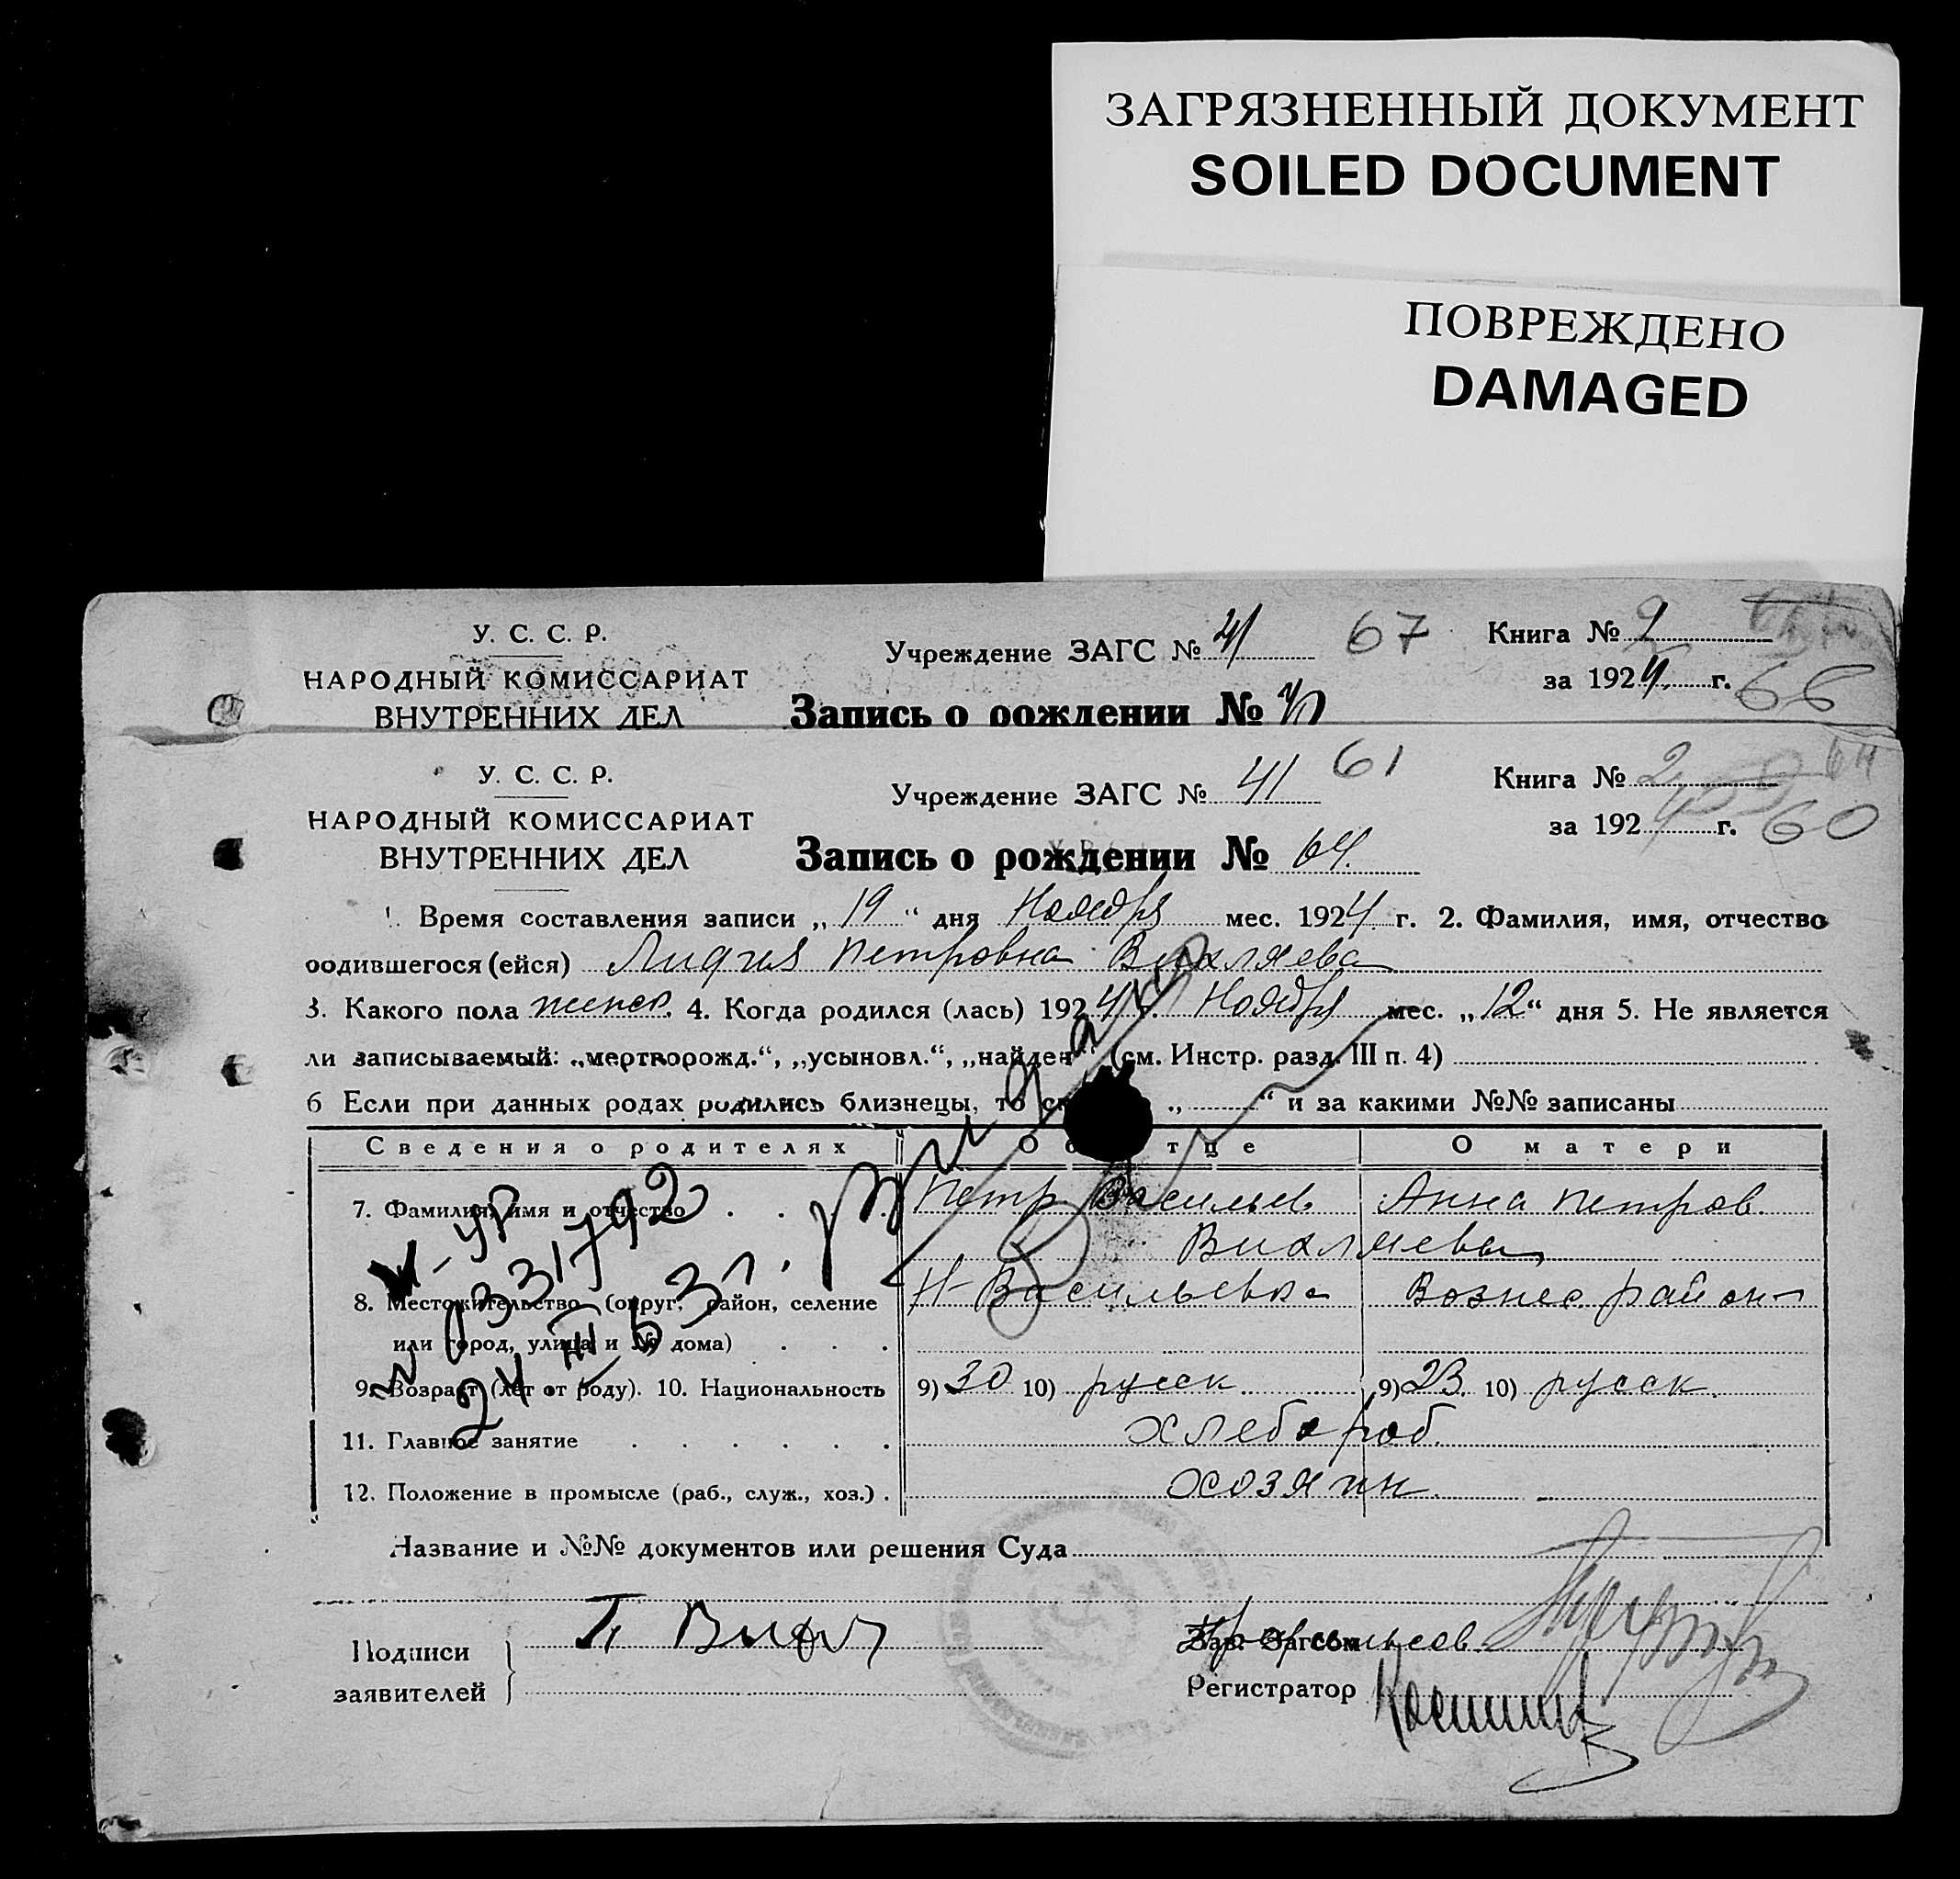 ЗАГРЯЗНЕННЫЙ ДОКУМЕНТ
SOILED DOCUMENT
ПОВРЕЖДЕНО
DAMAGED
У. С. С. Р.
НАРОДНЫЙ КОМИССАРИАТ
ВНУТРЕННИХ ДЕЛ
Учреждение ЗАГС № 41 67
Запись о рождении №
Книга № 2
за 1924 г. 66
У. С. С. Р.
НАРОДНЫЙ КОМИССАРИАТ
ВНУТРЕННИХ ДЕЛ
Учреждение ЗАГС № 41 61
Запись о рождении № 64.
Книга № 2 64
за 1924 г. 60
1. Время составления записи „19“ дня Ноября мес. 1924 г. 2. Фамилия, имя, отчество
родившегося (ейся) Лидия Петровна Вихляева
3. Какого пола женск. 4. Когда родился (лась) 1924 г. Ноября мес. „12“ дня 5. Не является
ли записываемый: „мертворожд.“, „усыновл.“, „найден“ (см. Инстр. разд. III п. 4)
6 Если при данных родах родились близнецы, то „ “ и за какими №№ записаны
Сведения о родителях Об отце О матери
7. Фамилия, имя и отчество Петр Васильев Анна Петров.
Вихляевы
8. Местожительство (округ, район, селение Н-Васильевка Вознес. район
или город, улица и № дома)
9. Возраст (лет от роду). 10. Национальность 9) 30 10) русск 9) 23. 10) русск.
11. Главное занятие хлебороб.
12. Положение в промысле (раб., служ., хоз.) хозяин.
Название и №№ документов или решения Суда
Подписи
заявителей
П Вихл
Зав. Загсом
Регистратор